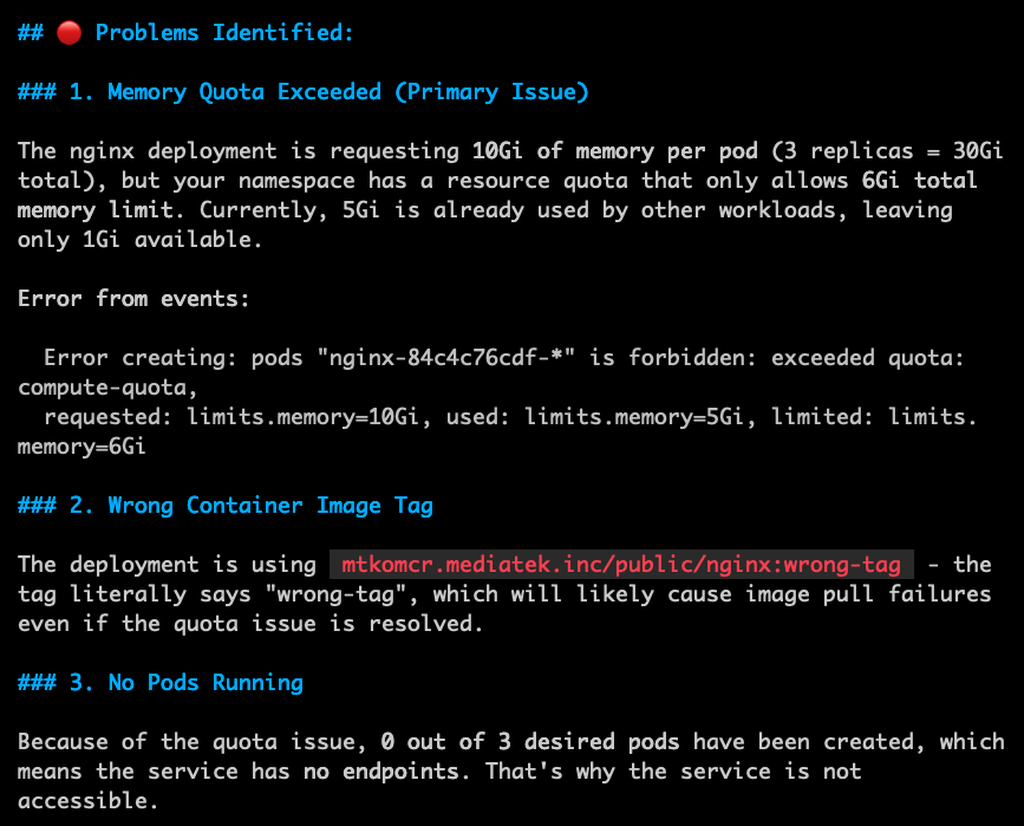 ## 🔴 Problems Identified:
### 1. Memory Quota Exceeded (Primary Issue)
The nginx deployment is requesting 10Gi of memory per pod (3 replicas = 30Gi
total), but your namespace has a resource quota that only allows 6Gi total
memory limit. Currently, 5Gi is already used by other workloads, leaving
only 1Gi available.
Error from events:
Error creating: pods "nginx-84c4c76cdf-*" is forbidden: exceeded quota:
compute-quota,
requested: limits.memory=10Gi, used: limits.memory=5Gi, limited: limits.
memory=6Gi
### 2. Wrong Container Image Tag
The deployment is using mtkomcr.mediatek.inc/public/nginx:wrong-tag - the
tag literally says "wrong-tag", which will likely cause image pull failures
even if the quota issue is resolved.
### 3. No Pods Running
Because of the quota issue, 0 out of 3 desired pods have been created, which
means the service has no endpoints. That's why the service is not
accessible.